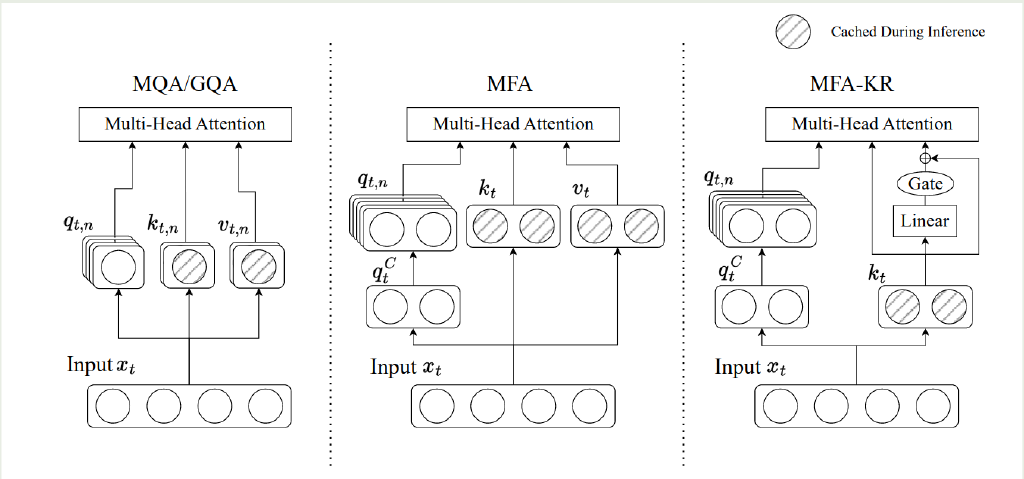 Cached During Inference
MQA/GQA
Multi-Head Attention
q_{t,n}
k_{t,n}
v_{t,n}
Input x_t
MFA
Multi-Head Attention
q_{t,n}
k_t
v_t
q_t^C
Input x_t
MFA-KR
Multi-Head Attention
q_{t,n}
Gate
Linear
q_t^C
k_t
Input x_t